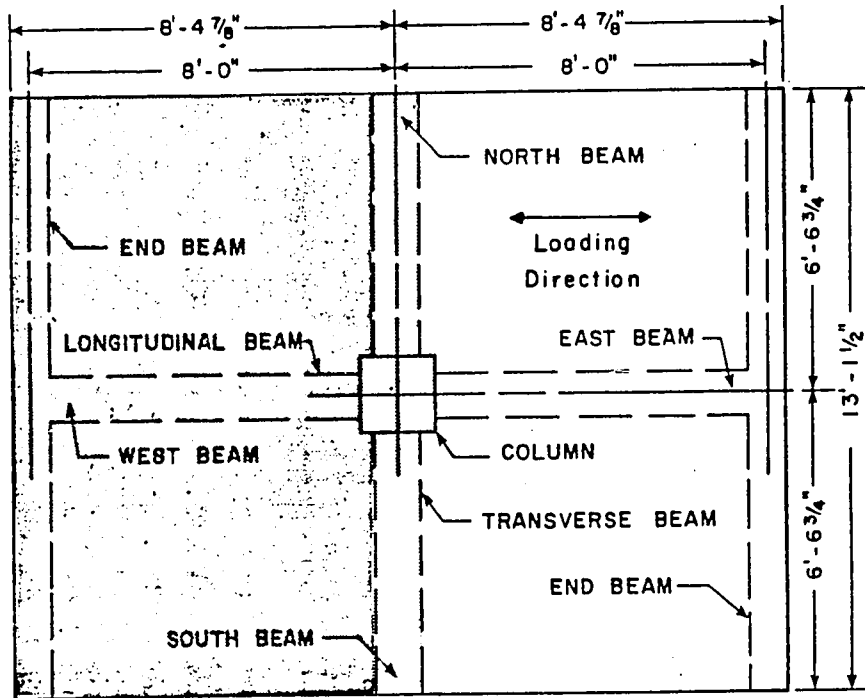 8'-4 7/8" 8'-4 7/8"
8'-0" 8'-0"
NORTH BEAM
END BEAM
Loading
Direction
6'-6 3/4"
LONGITUDINAL BEAM
EAST BEAM
13'-1 1/2"
WEST BEAM
COLUMN
TRANSVERSE BEAM
6'-6 3/4"
END BEAM
SOUTH BEAM